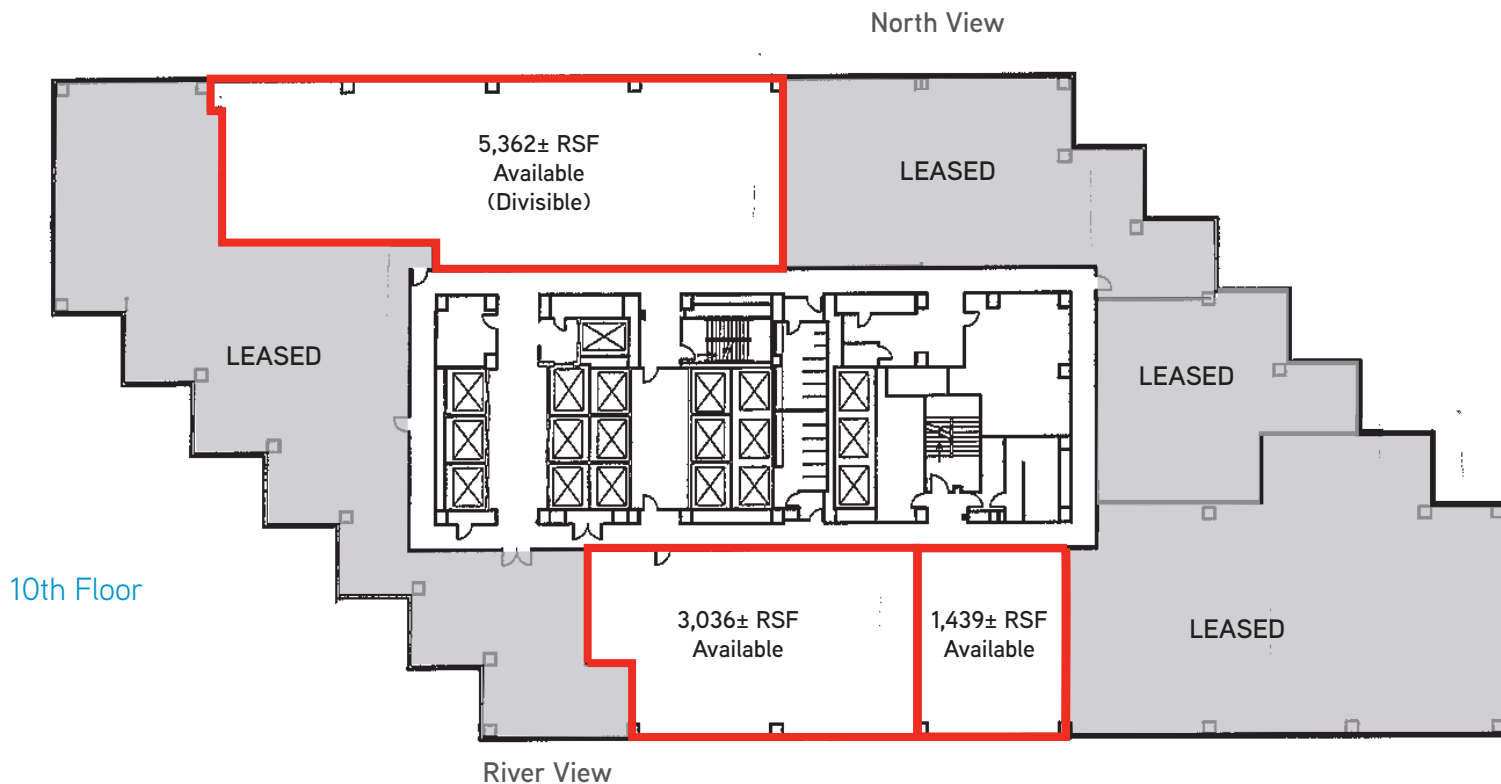 North View
5,362± RSF
Available
(Divisible)
LEASED
LEASED
LEASED
10th Floor
3,036± RSF
Available
1,439± RSF
Available
LEASED
River View